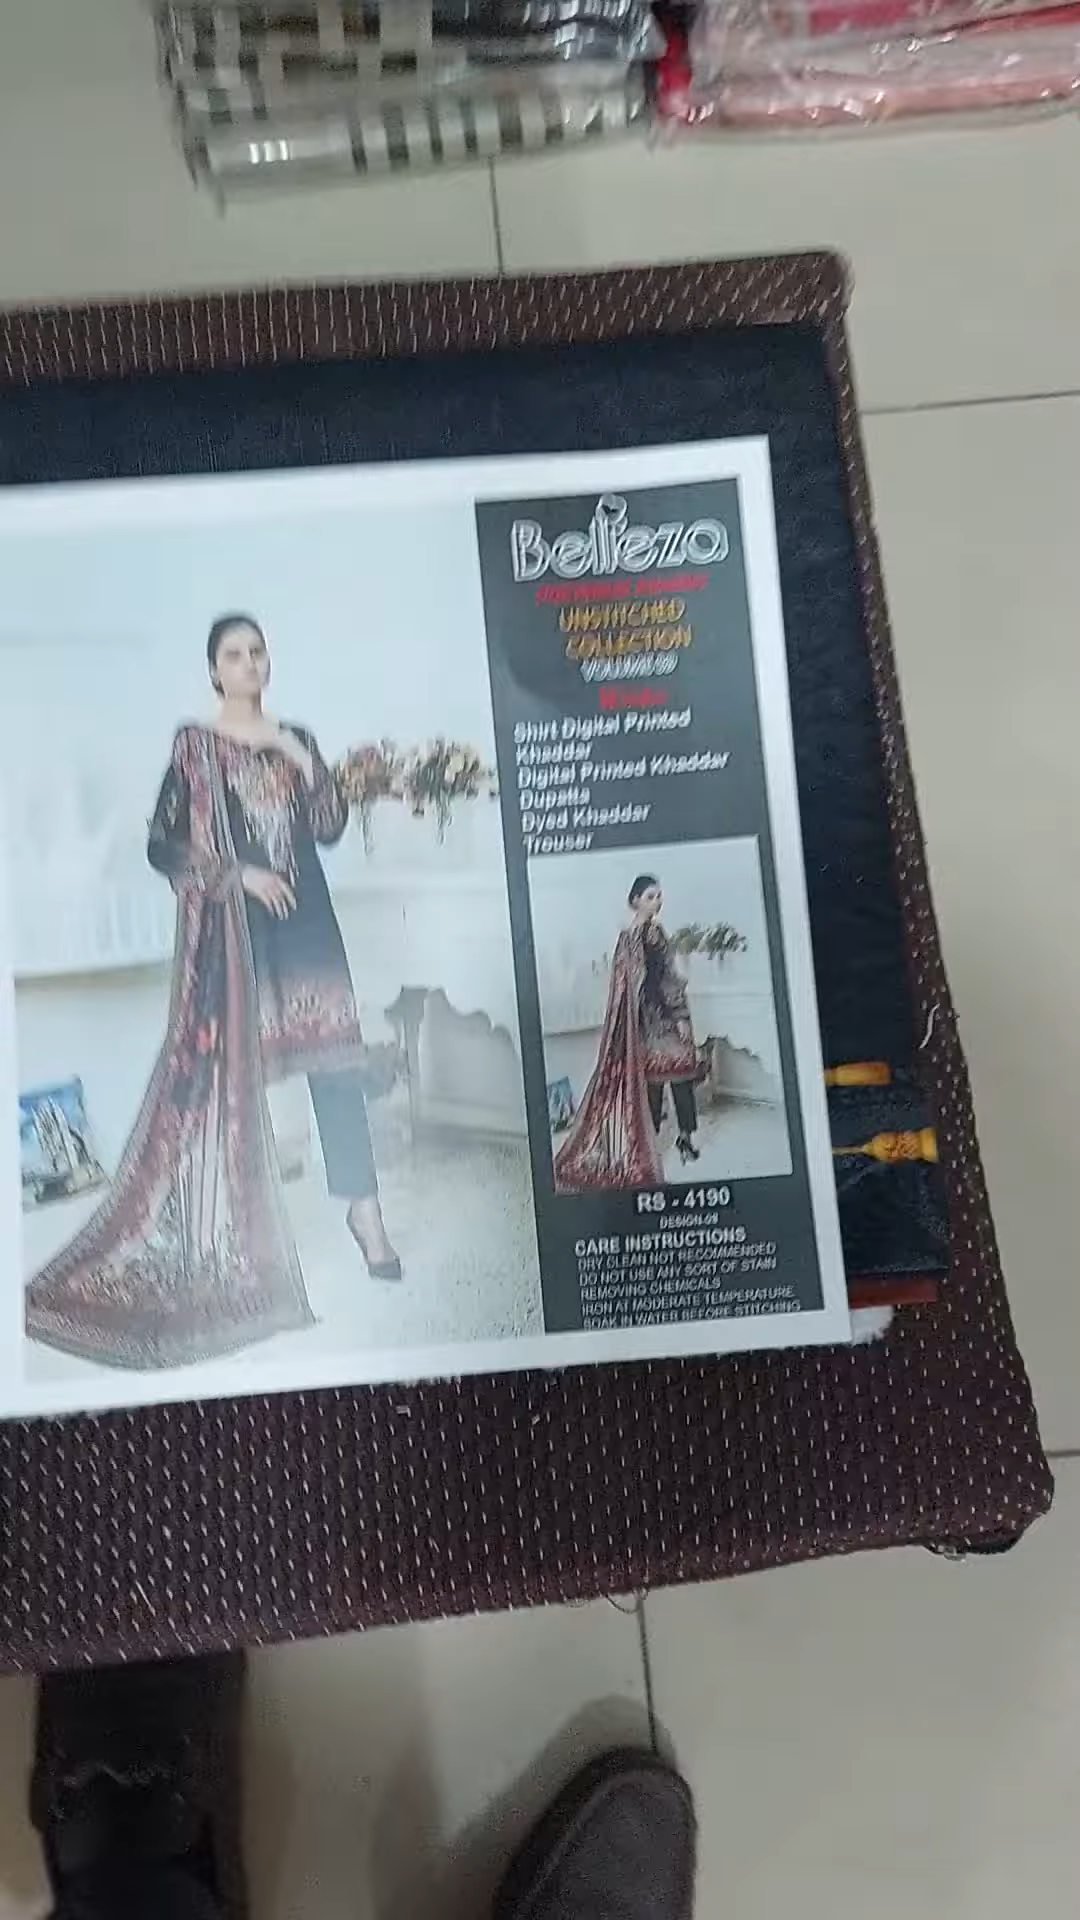 Belleza
UNSTITCHED
COLLECTION
Shirt Digital Printed
Khaddar
Digital Printed Khaddar
Dupatta
Dyed Khaddar
Trouser
RS - 4190
CARE INSTRUCTIONS
DRY CLEAN NOT RECOMMENDED
DO NOT USE ANY SORT OF STAIN
REMOVING CHEMICALS
IRON AT MODERATE TEMPERATURE
SOAK IN WATER BEFORE STITCHING